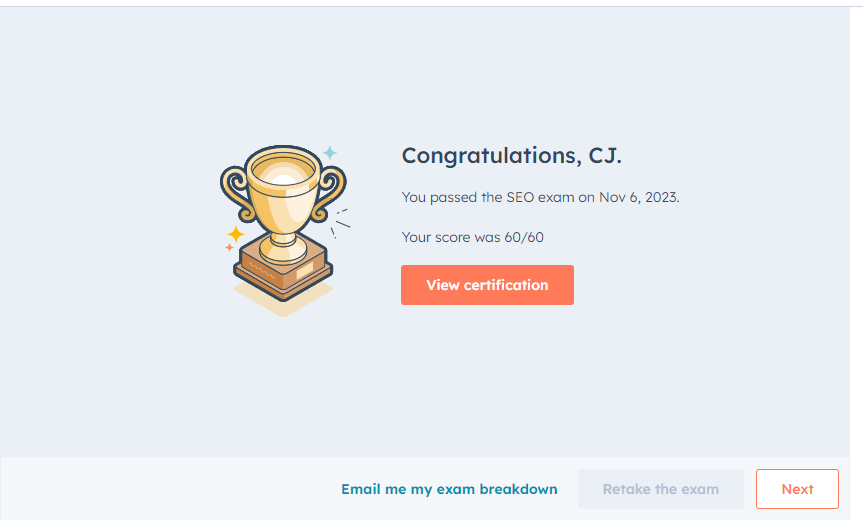 Congratulations, CJ.
You passed the SEO exam on Nov 6, 2023.
Your score was 60/60
View certification
Email me my exam breakdown
Retake the exam
Next